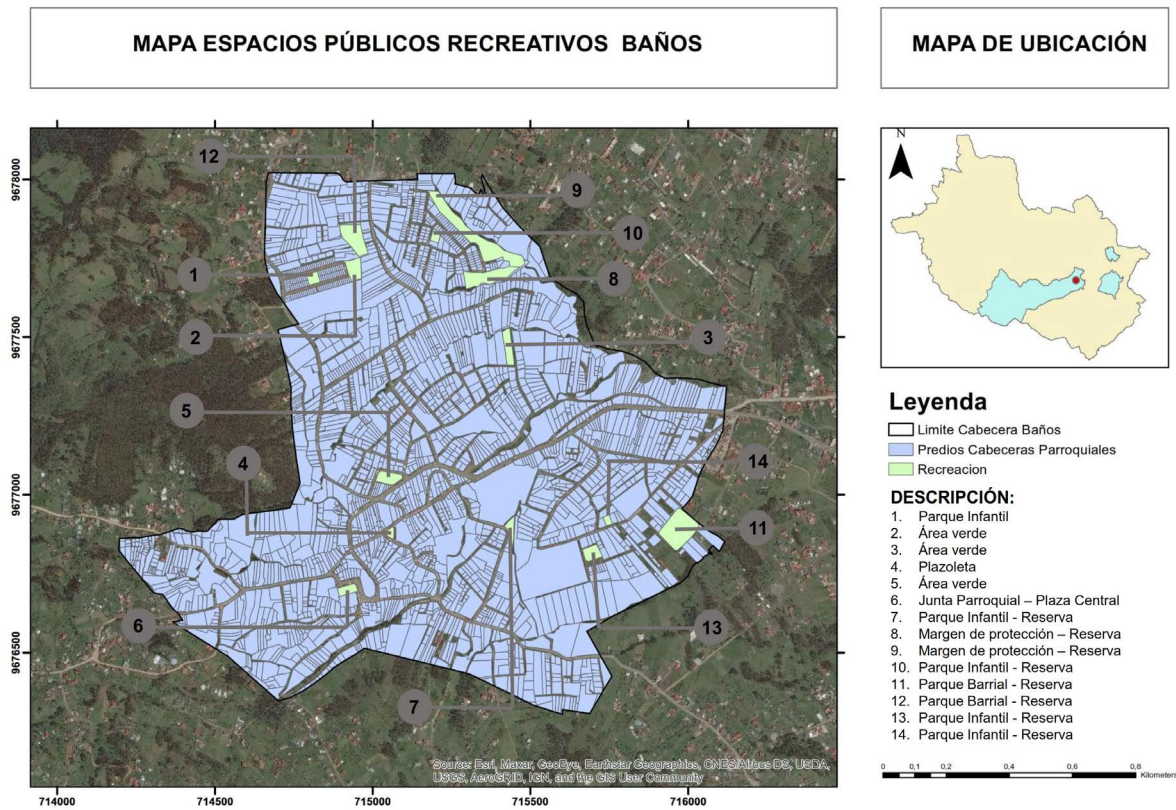 MAPA ESPACIOS PÚBLICOS RECREATIVOS BAÑOS
MAPA DE UBICACIÓN
12
9
10
1
8
2
3
5
4
14
11
6
13
7
9678000
9677500
9677000
9676500
714000
714500
715000
715500
716000
Source: Esri, Maxar, GeoEye, Earthstar Geographics, CNES/Airbus DS, USDA,
USGS, AeroGRID, IGN, and the GIS User Community
N
Leyenda
Limite Cabecera Baños
Predios Cabeceras Parroquiales
Recreacion
DESCRIPCIÓN:
1. Parque Infantil
2. Área verde
3. Área verde
4. Plazoleta
5. Área verde
6. Junta Parroquial – Plaza Central
7. Parque Infantil - Reserva
8. Margen de protección – Reserva
9. Margen de protección – Reserva
10. Parque Infantil - Reserva
11. Parque Barrial - Reserva
12. Parque Barrial - Reserva
13. Parque Infantil - Reserva
14. Parque Infantil - Reserva
0 0,1 0,2 0,4 0,6 0,8
Kilometers